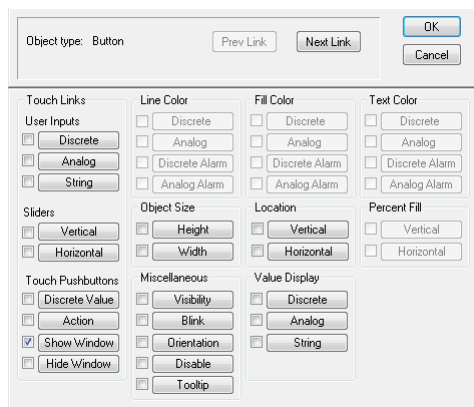 Object type: Button
Prev Link
Next Link
OK
Cancel
Touch Links
User Inputs
Discrete
Analog
String
Sliders
Vertical
Horizontal
Touch Pushbuttons
Discrete Value
Action
Show Window
Hide Window
Line Color
Discrete
Analog
Discrete Alarm
Analog Alarm
Object Size
Height
Width
Miscellaneous
Visibility
Blink
Orientation
Disable
Tooltip
Fill Color
Discrete
Analog
Discrete Alarm
Analog Alarm
Location
Vertical
Horizontal
Value Display
Discrete
Analog
String
Text Color
Discrete
Analog
Discrete Alarm
Analog Alarm
Percent Fill
Vertical
Horizontal